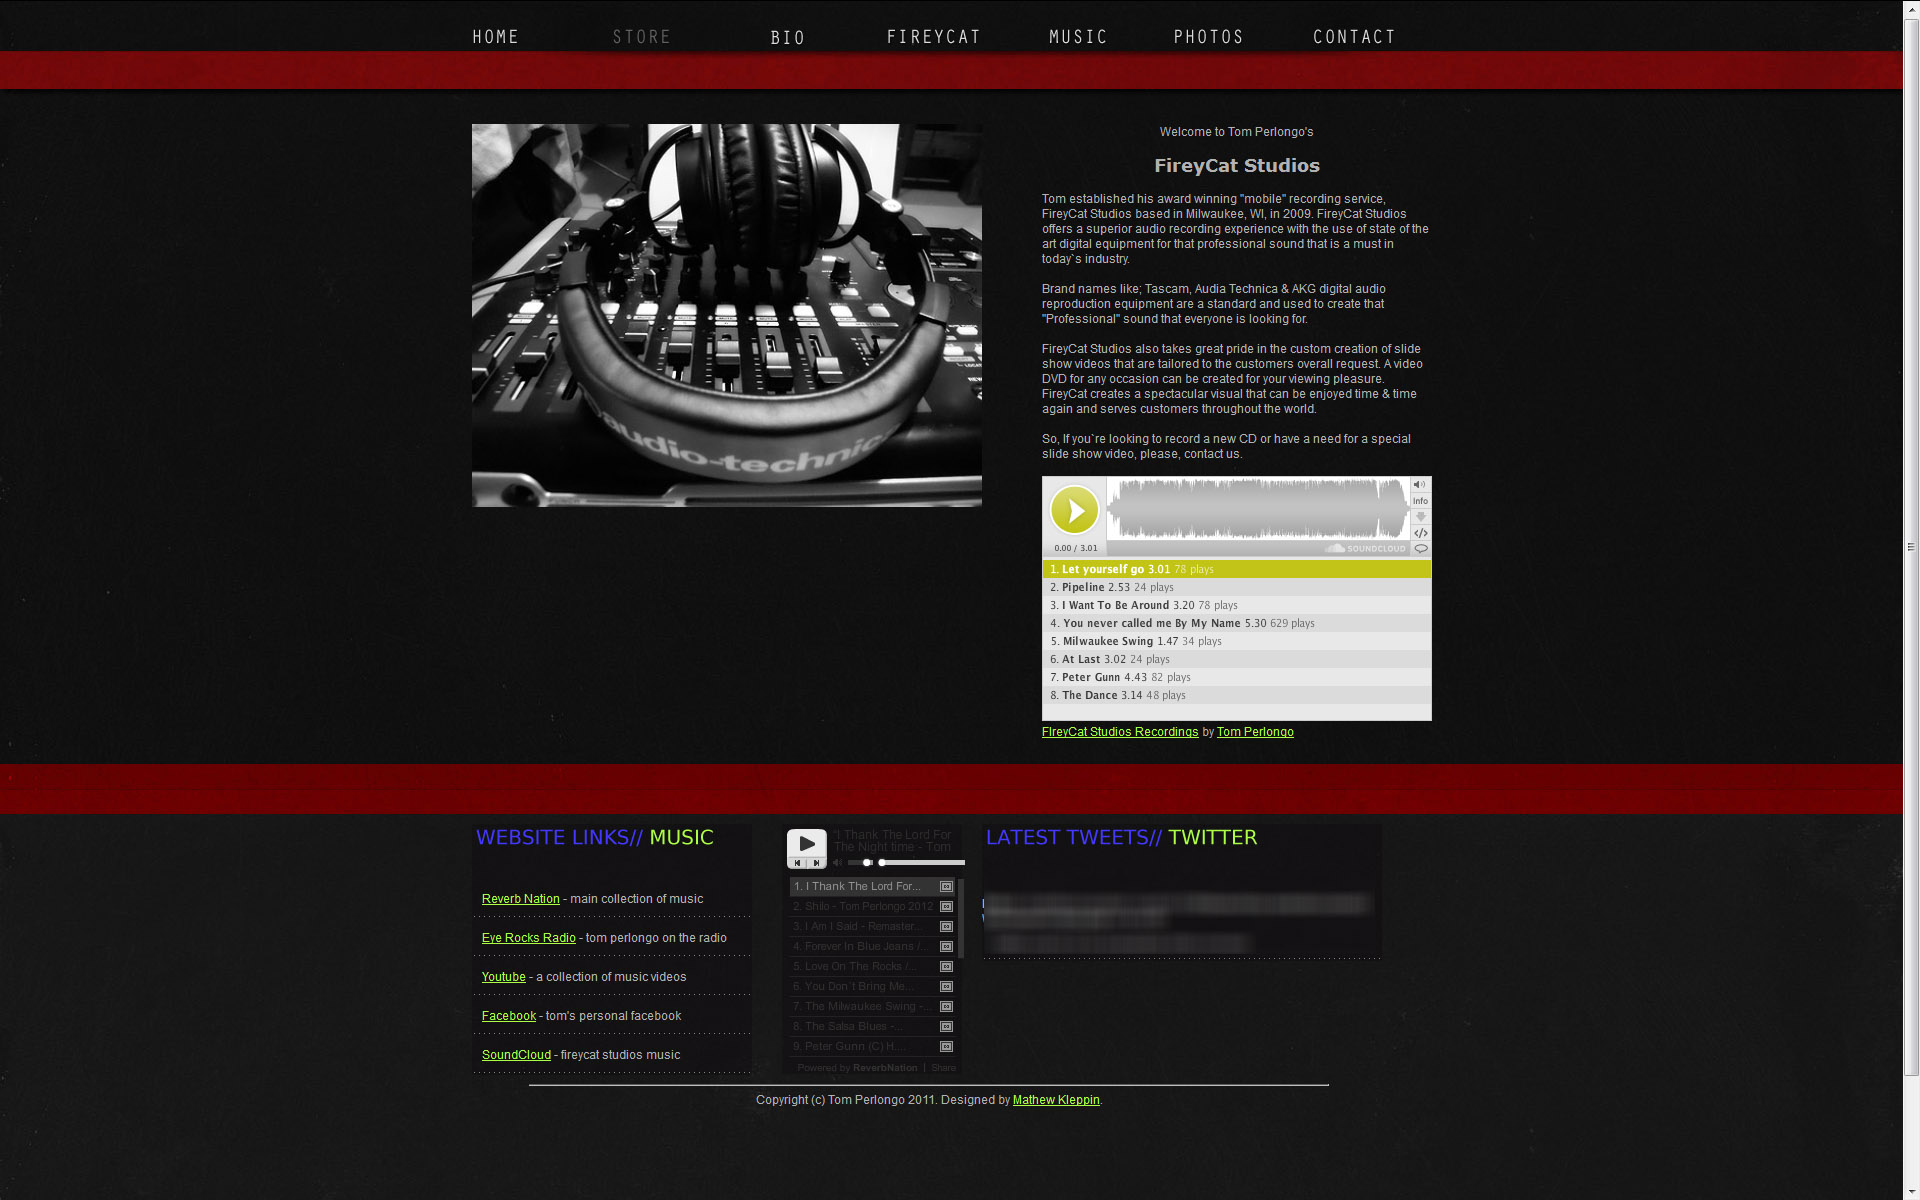 HOME STORE BIO FIREYCAT MUSIC PHOTOS CONTACT
audio-technic
Welcome to Tom Perlongo's
FireyCat Studios
Tom established his award winning "mobile" recording service,
FireyCat Studios based in Milwaukee, WI, in 2009. FireyCat Studios
offers a superior audio recording experience with the use of state of the
art digital equipment for that professional sound that is a must in
today`s industry.
Brand names like; Tascam, Audia Technica & AKG digital audio
reproduction equipment are a standard and used to create that
"Professional" sound that everyone is looking for.
FireyCat Studios also takes great pride in the custom creation of slide
show videos that are tailored to the customers overall request. A video
DVD for any occasion can be created for your viewing pleasure.
FireyCat creates a spectacular visual that can be enjoyed time & time
again and serves customers throughout the world.
So, If you`re looking to record a new CD or have a need for a special
slide show video, please, contact us.
Info
0.00 / 3.01
SOUNDCLOUD
1. Let yourself go 3.01 78 plays
2. Pipeline 2.53 24 plays
3. I Want To Be Around 3.20 78 plays
4. You never called me By My Name 5.30 629 plays
5. Milwaukee Swing 1.47 34 plays
6. At Last 3.02 24 plays
7. Peter Gunn 4.43 82 plays
8. The Dance 3.14 48 plays
FIreyCat Studios Recordings by Tom Perlongo
WEBSITE LINKS// MUSIC
Reverb Nation - main collection of music
Eye Rocks Radio - tom perlongo on the radio
Youtube - a collection of music videos
Facebook - tom's personal facebook
SoundCloud - fireycat studios music
"I Thank The Lord For
The Night time - Tom
1. I Thank The Lord For...
2. Shilo - Tom Perlongo 2012
3. I Am I Said - Remaster...
4. Forever In Blue Jeans /...
5. Love On The Rocks /...
6. You Don't Bring Me...
7. The Milwaukee Swing -...
8. The Salsa Blues -...
9. Peter Gunn (C) H....
Powered by ReverbNation | Share
LATEST TWEETS// TWITTER
Copyright (c) Tom Perlongo 2011. Designed by Mathew Kleppin.